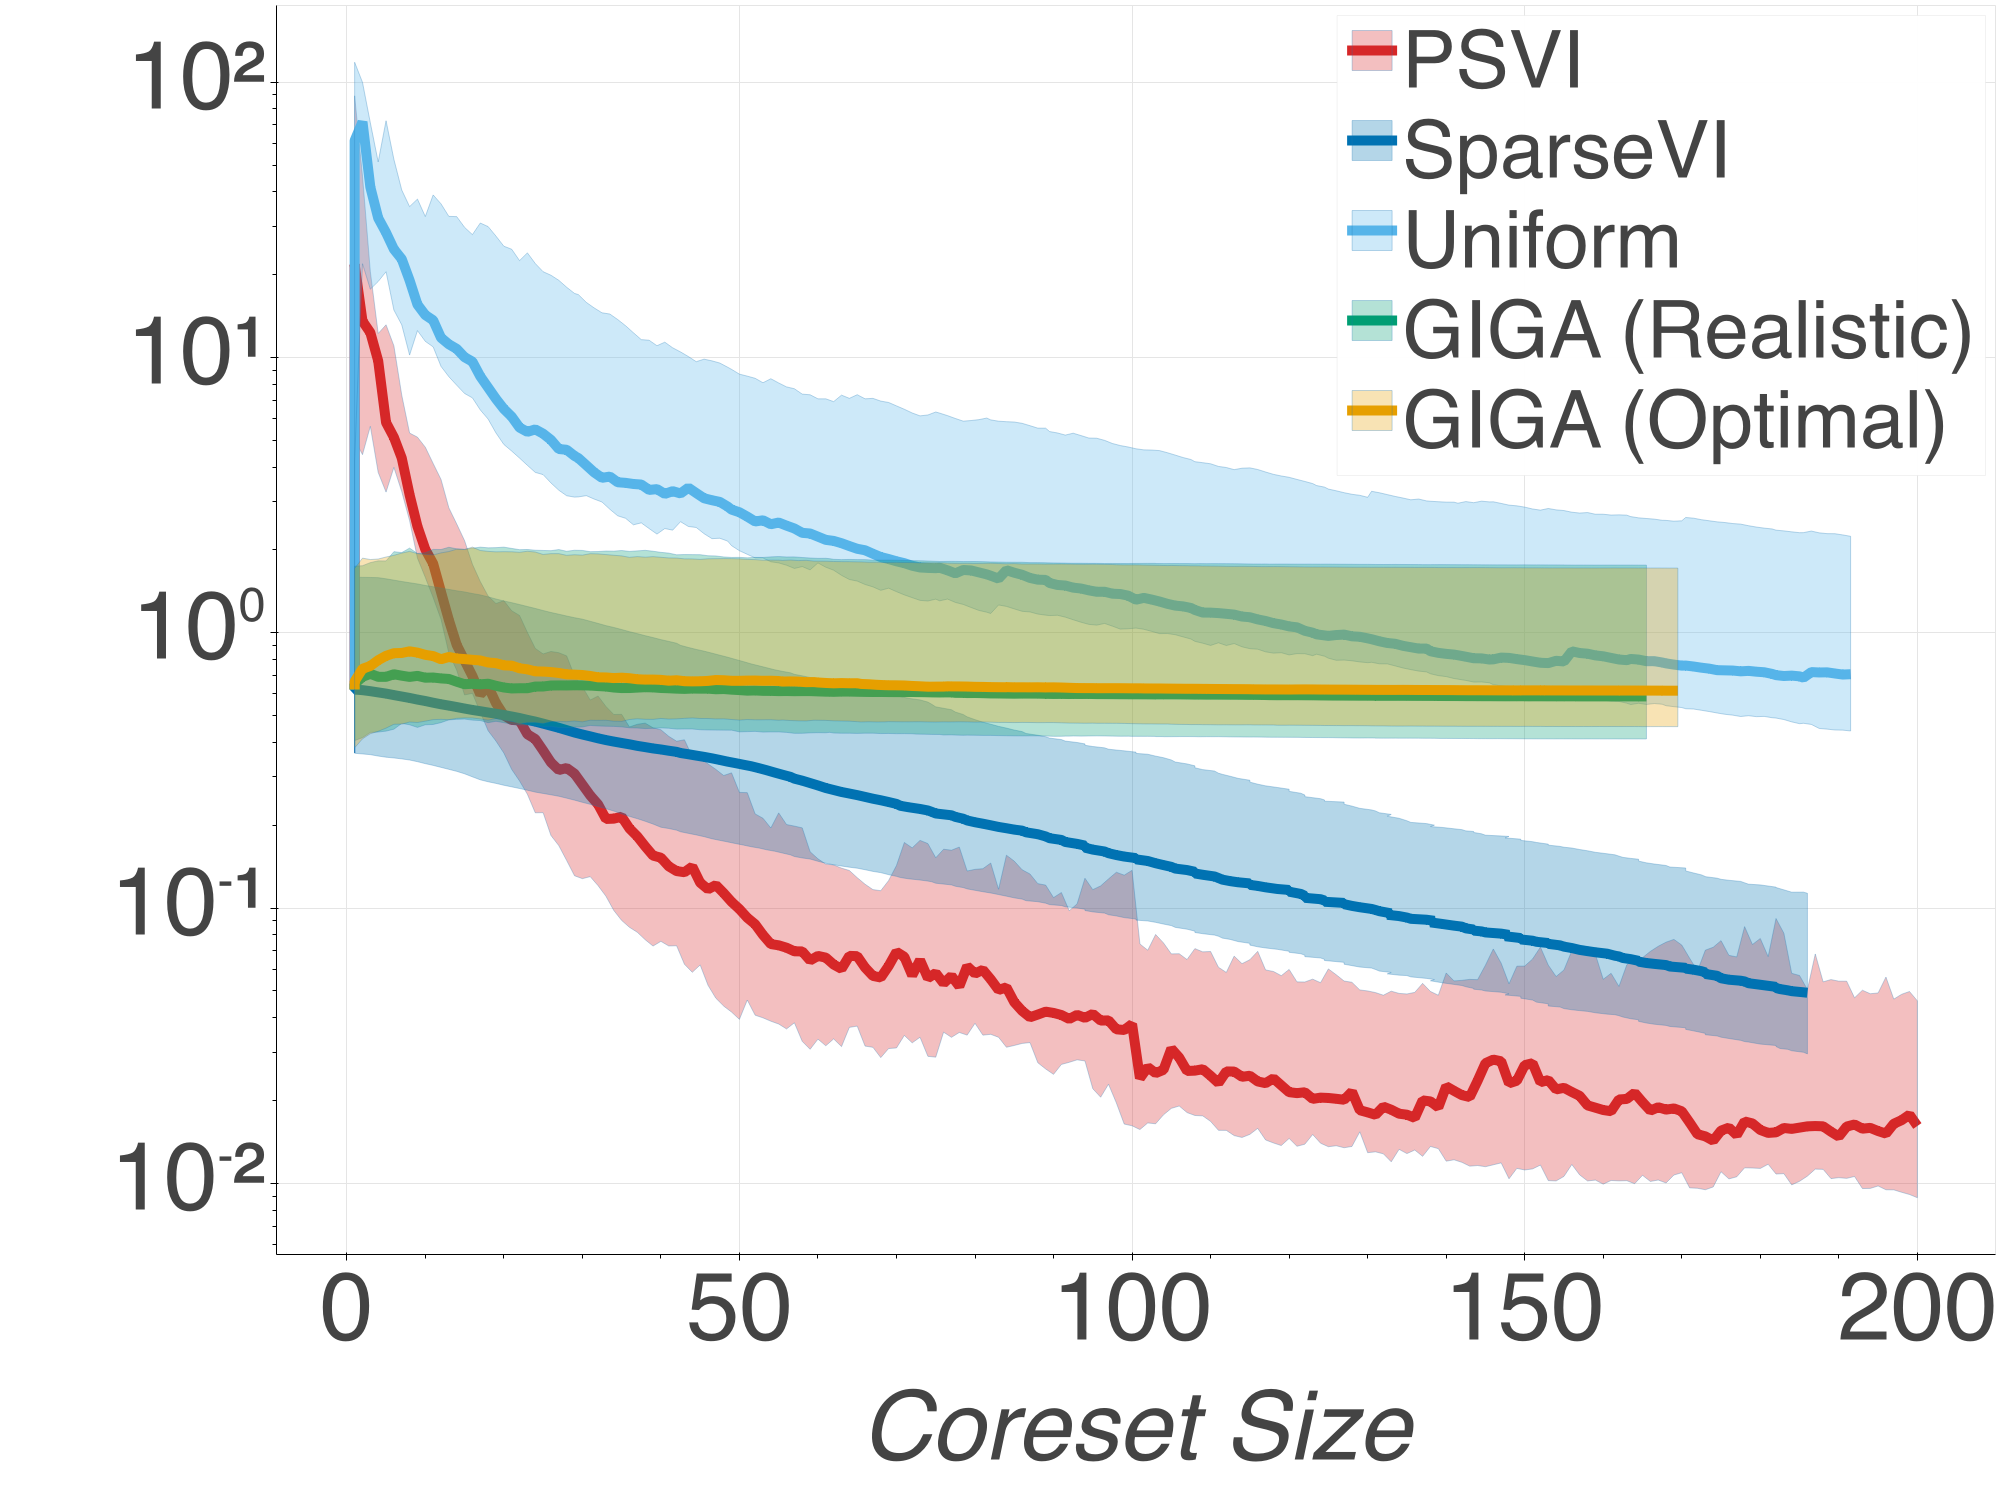 10²
10¹
10⁰
10⁻¹
10⁻²
PSVI
SparseVI
Uniform
GIGA (Realistic)
GIGA (Optimal)
0 50 100 150 200
Coreset Size